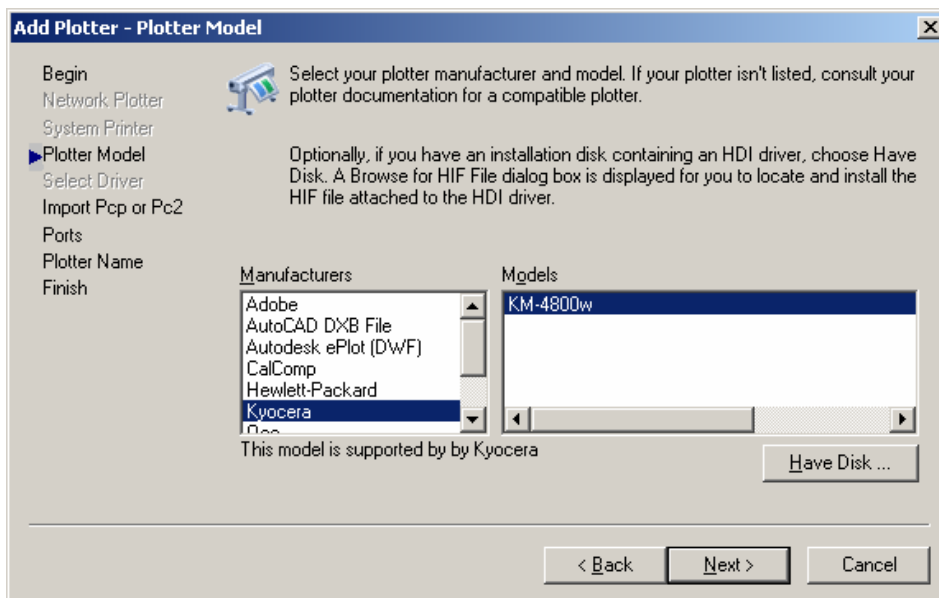 Add Plotter - Plotter Model
Begin
Network Plotter
System Printer
Plotter Model
Select Driver
Import Pcp or Pc2
Ports
Plotter Name
Finish
Select your plotter manufacturer and model. If your plotter isn't listed, consult your
plotter documentation for a compatible plotter.
Optionally, if you have an installation disk containing an HDI driver, choose Have
Disk. A Browse for HIF File dialog box is displayed for you to locate and install the
HIF file attached to the HDI driver.
Manufacturers
Adobe
AutoCAD DXB File
Autodesk ePlot (DWF)
CalComp
Hewlett-Packard
Kyocera
Models
KM-4800w
This model is supported by by Kyocera
Have Disk ...
< Back
Next >
Cancel